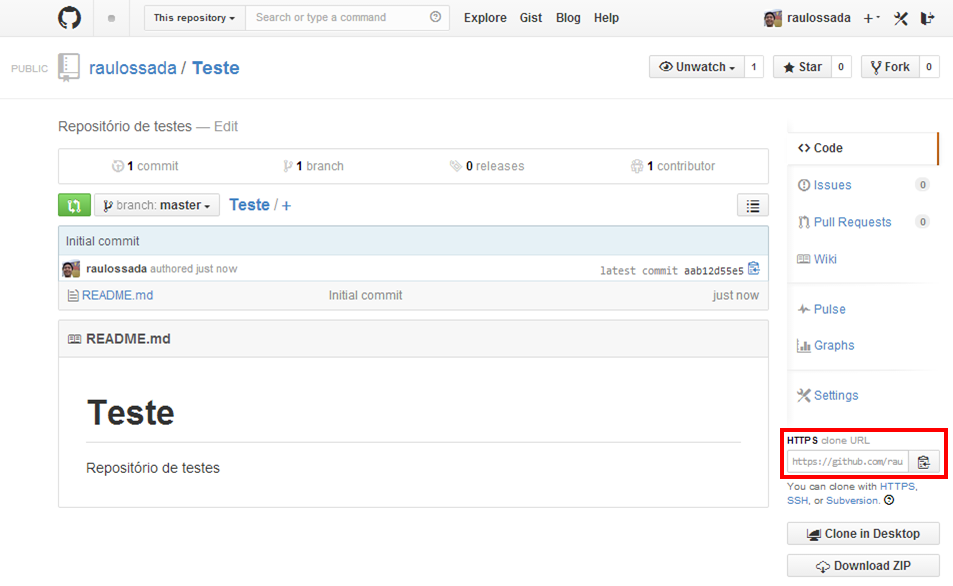 This repository Search or type a command Explore Gist Blog Help raulossada +
PUBLIC raulossada / Teste Unwatch 1 Star 0 Fork 0
Repositório de testes — Edit
1 commit 1 branch 0 releases 1 contributor
branch: master Teste / +
Initial commit
raulossada authored just now latest commit aab12d55e5
README.md Initial commit just now
README.md
Teste
Repositório de testes
Code
Issues 0
Pull Requests 0
Wiki
Pulse
Graphs
Settings
HTTPS clone URL
https://github.com/rau
You can clone with HTTPS,
SSH, or Subversion.
Clone in Desktop
Download ZIP